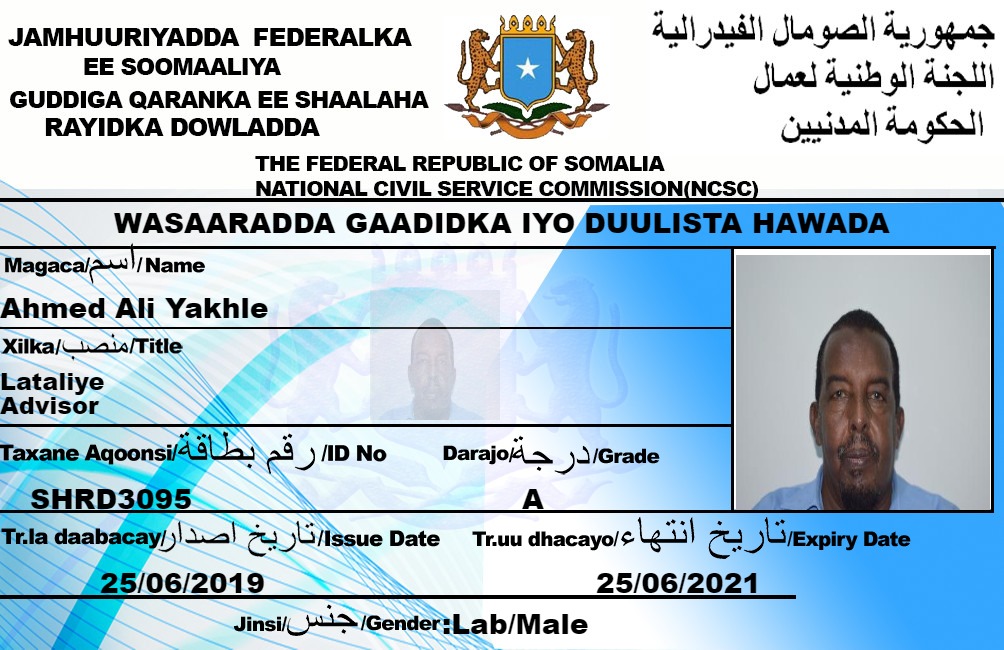 JAMHUURIYADDA FEDERALKA
EE SOOMAALIYA
GUDDIGA QARANKA EE SHAALAHA
RAYIDKA DOWLADDA
جمهورية الصومال الفيدرالية
اللجنة الوطنية لعمال
الحكومة المدنيين
THE FEDERAL REPUBLIC OF SOMALIA
NATIONAL CIVIL SERVICE COMMISSION(NCSC)
WASAARADDA GAADIDKA IYO DUULISTA HAWADA
Magaca/اسم/Name
Ahmed Ali Yakhle
Xilka/منصب/Title
Lataliye
Advisor
Taxane Aqoonsi/رقم بطاقة/ID No
Darajo/درجة/Grade
SHRD3095
A
Tr.la daabacay/تاريخ اصدار/Issue Date
Tr.uu dhacayo/تاريخ انتهاء/Expiry Date
25/06/2019
25/06/2021
Jinsi/جنس/Gender:Lab/Male